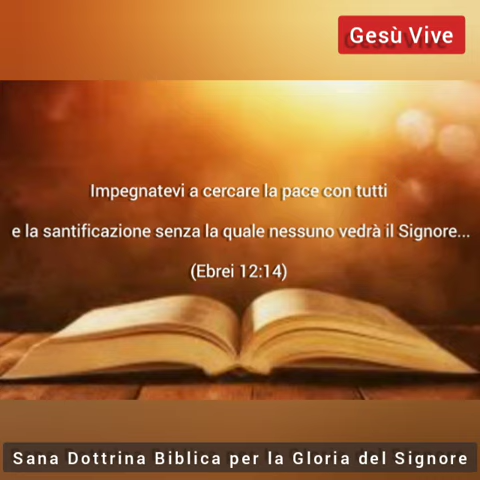 Gesù Vive
Impegnatevi a cercare la pace con tutti
e la santificazione senza la quale nessuno vedrà il Signore...
(Ebrei 12:14)
Sana Dottrina Biblica per la Gloria del Signore